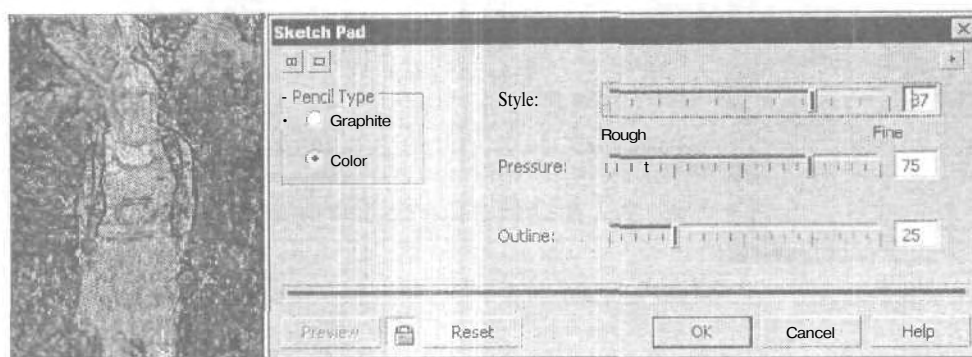 Sketch Pad
Pencil Type
Graphite
Color
Style:
37
Rough
Fine
Pressure:
75
Outline:
25
Preview
Reset
OK
Cancel
Help